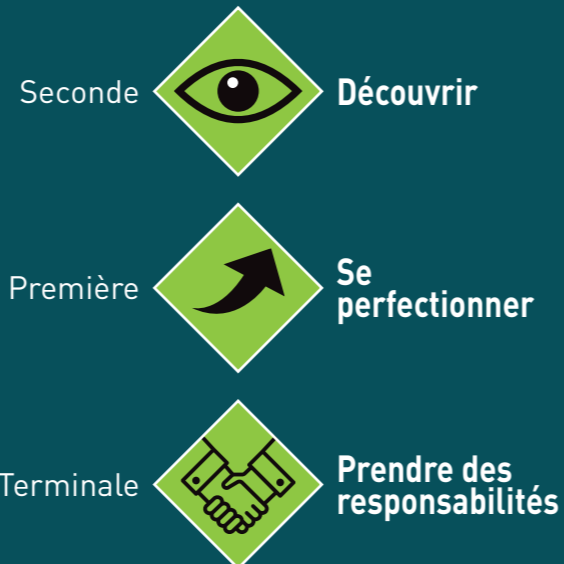 Seconde
Découvrir
Première
Se
perfectionner
Terminale
Prendre des
responsabilités